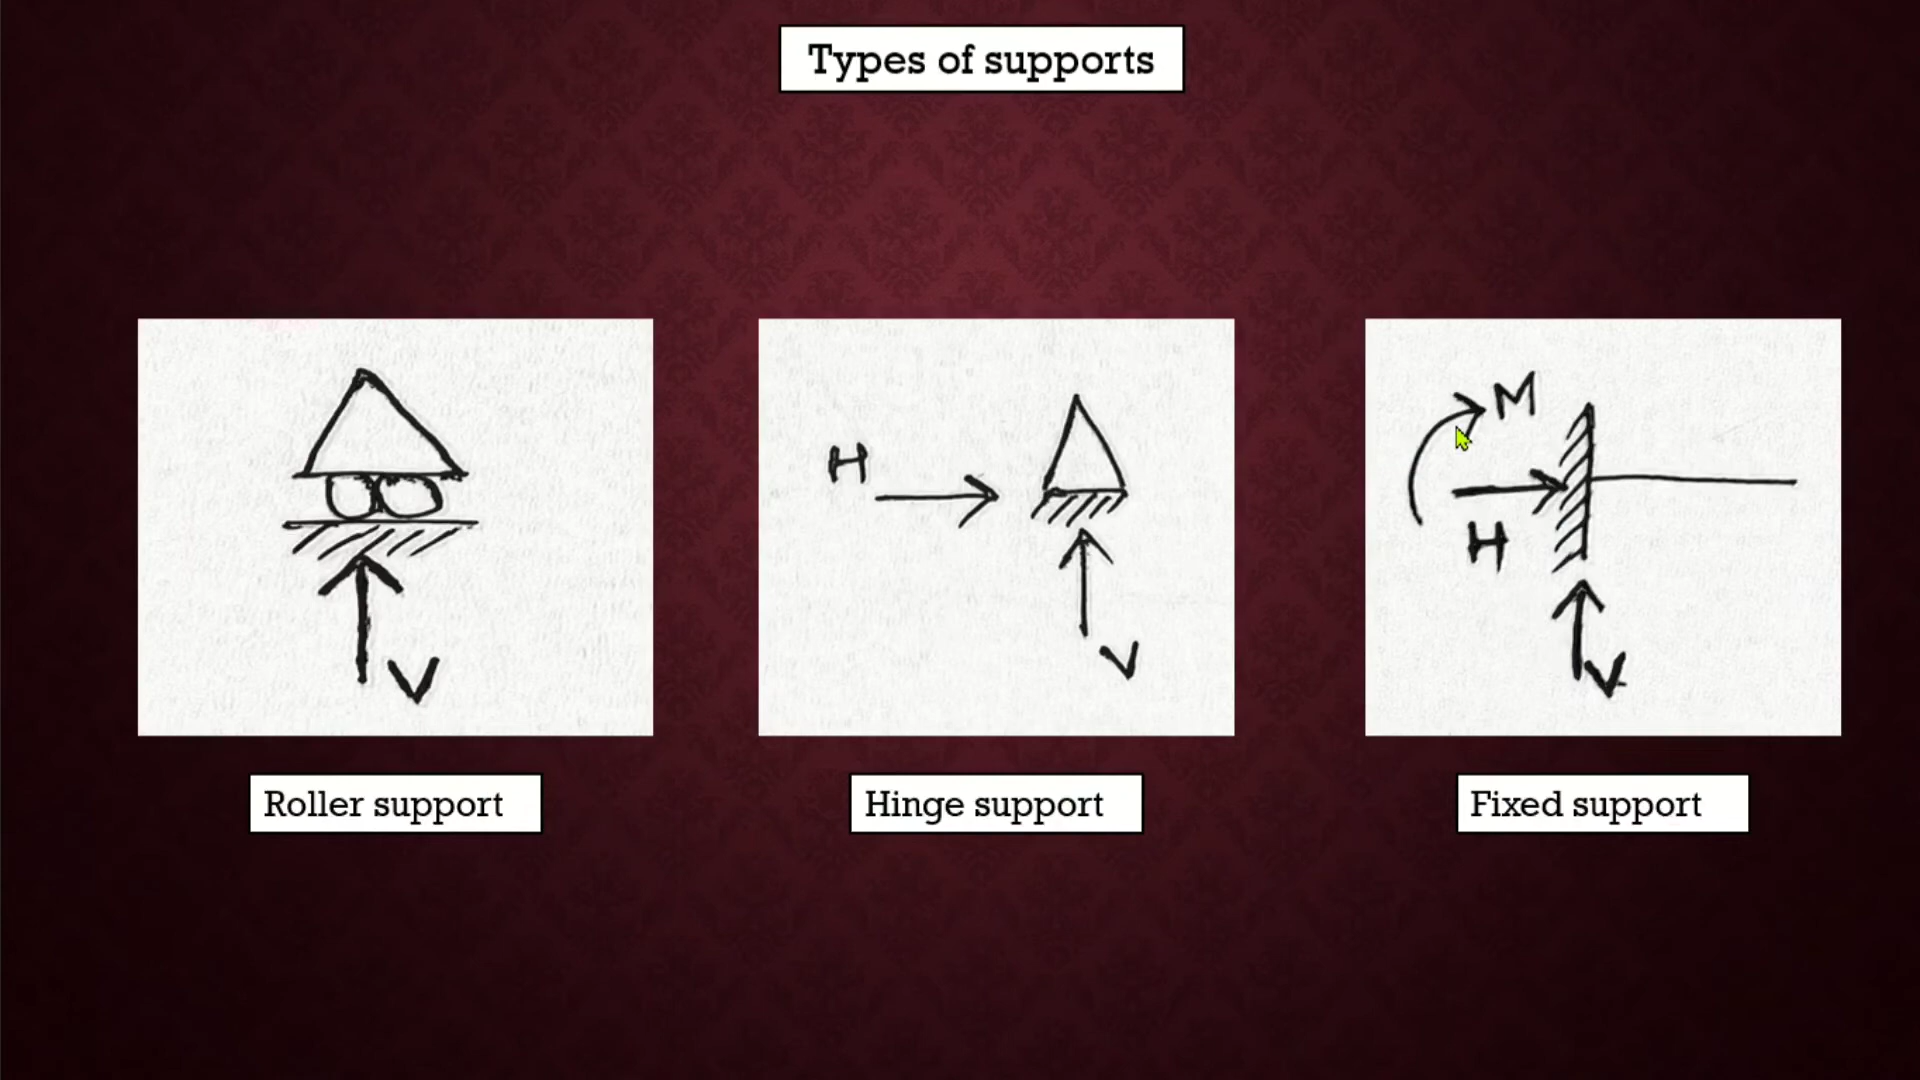 Types of supports
V
H
V
M
H
V
Roller support
Hinge support
Fixed support